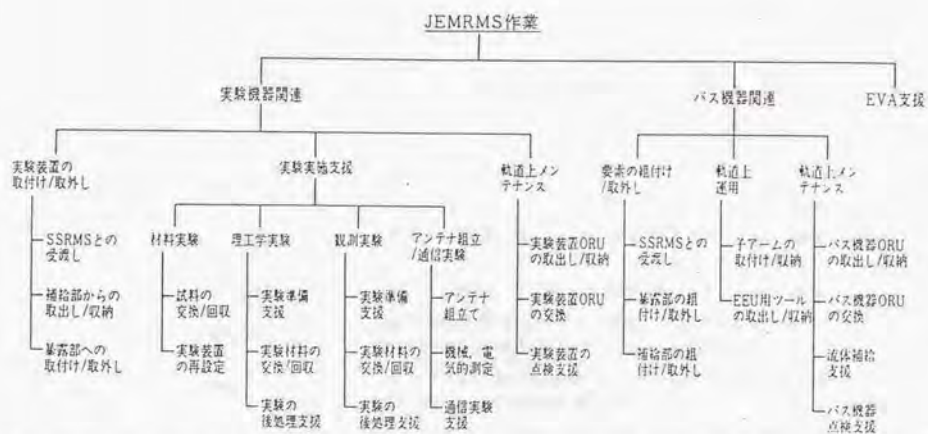 JEMRMS作業
実験機器関連
バス機器関連
EVA支援
実験装置の
取付け/取外し
実験実施支援
軌道上メン
テナンス
要素の組付け
/取外し
軌道上
運用
軌道上メン
テナンス
SSRMSとの
受渡し
補給部からの
取出し/収納
暴露部への
取付け/取外し
材料実験
試料の
交換/回収
実験装置
の再設定
理工学実験
実験準備
支援
実験材料の
交換/回収
実験の
後処理支援
観測実験
実験準備
支援
実験材料の
交換/回収
実験の
後処理支援
アンテナ組立
/通信実験
アンテナ
組立て
機械,電
気的測定
通信実験
支援
実験装置ORU
の取出し/収納
実験装置ORU
の交換
実験装置の
点検支援
SSRMSとの
受渡し
暴露部の組
付け/取外し
補給部の組
付け/取外し
子アームの
取付け/収納
EEU用ツール
の取出し/収納
バス機器ORU
の取出し/収納
バス機器ORU
の交換
流体補給
支援
バス機器
点検支援